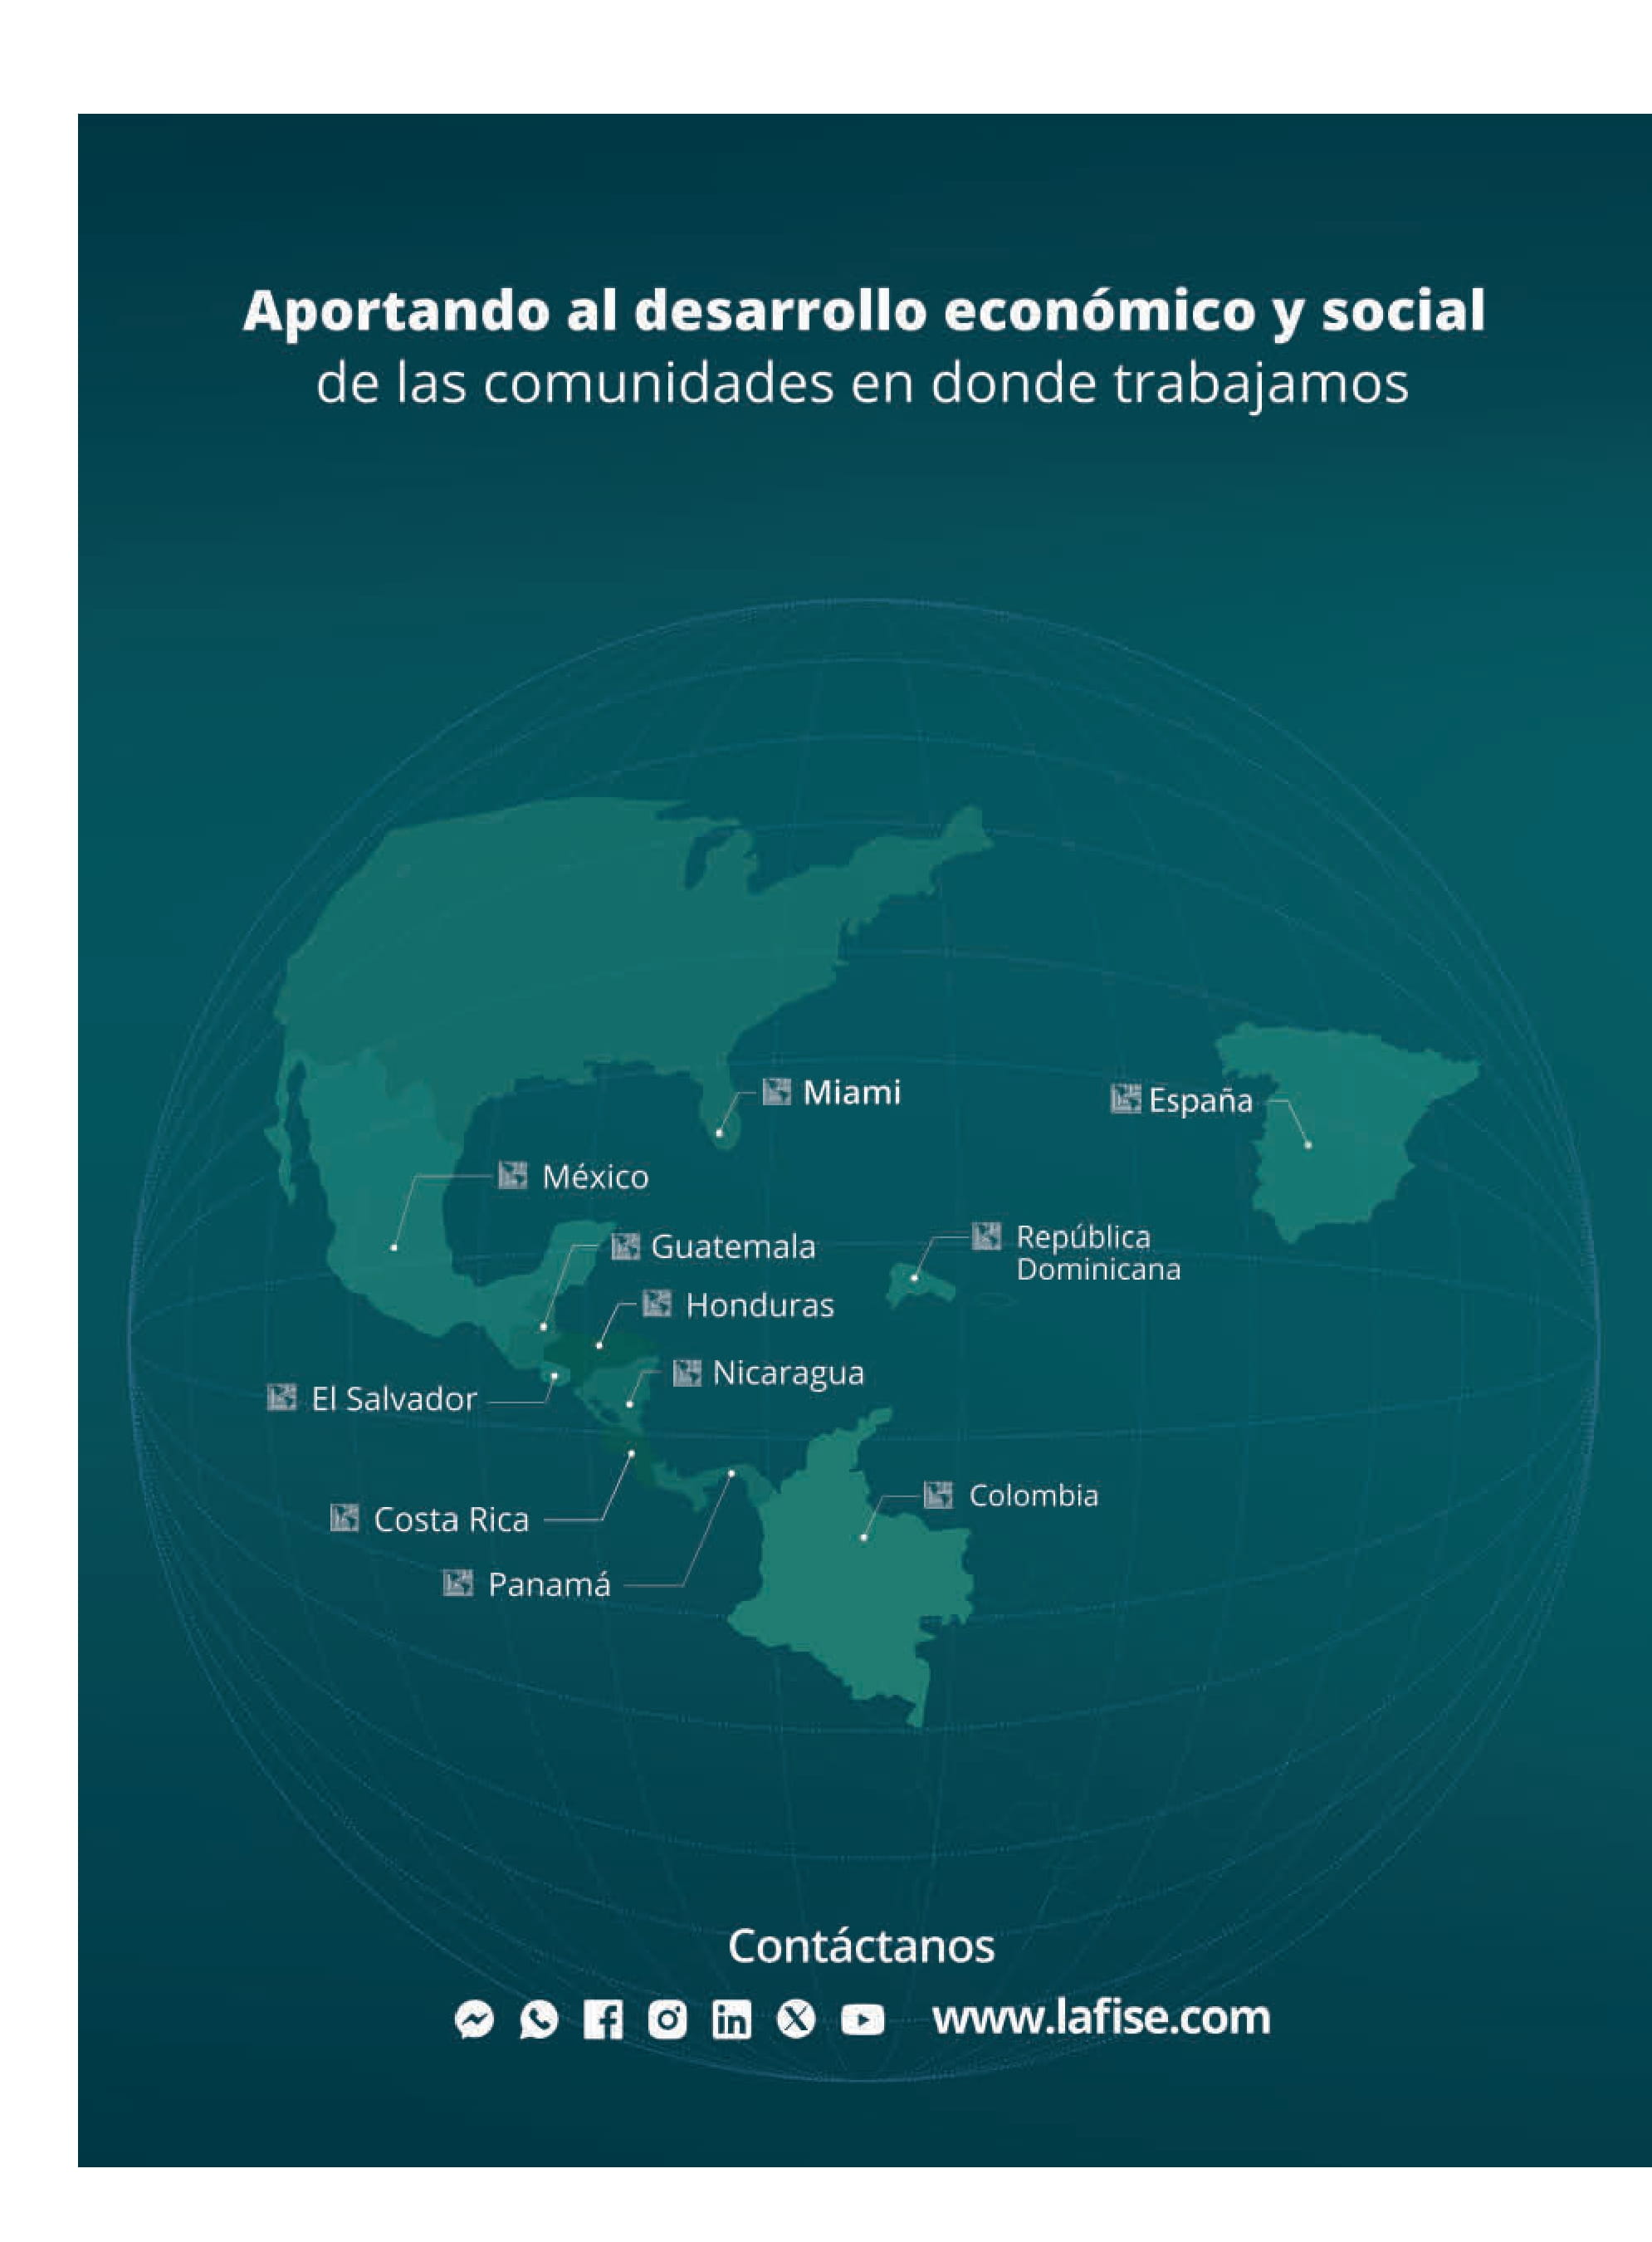 Aportando al desarrollo económico y social
de las comunidades en donde trabajamos
Miami
España
México
Guatemala
República
Dominicana
Honduras
Nicaragua
El Salvador
Colombia
Costa Rica
Panamá
Contáctanos
www.lafise.com